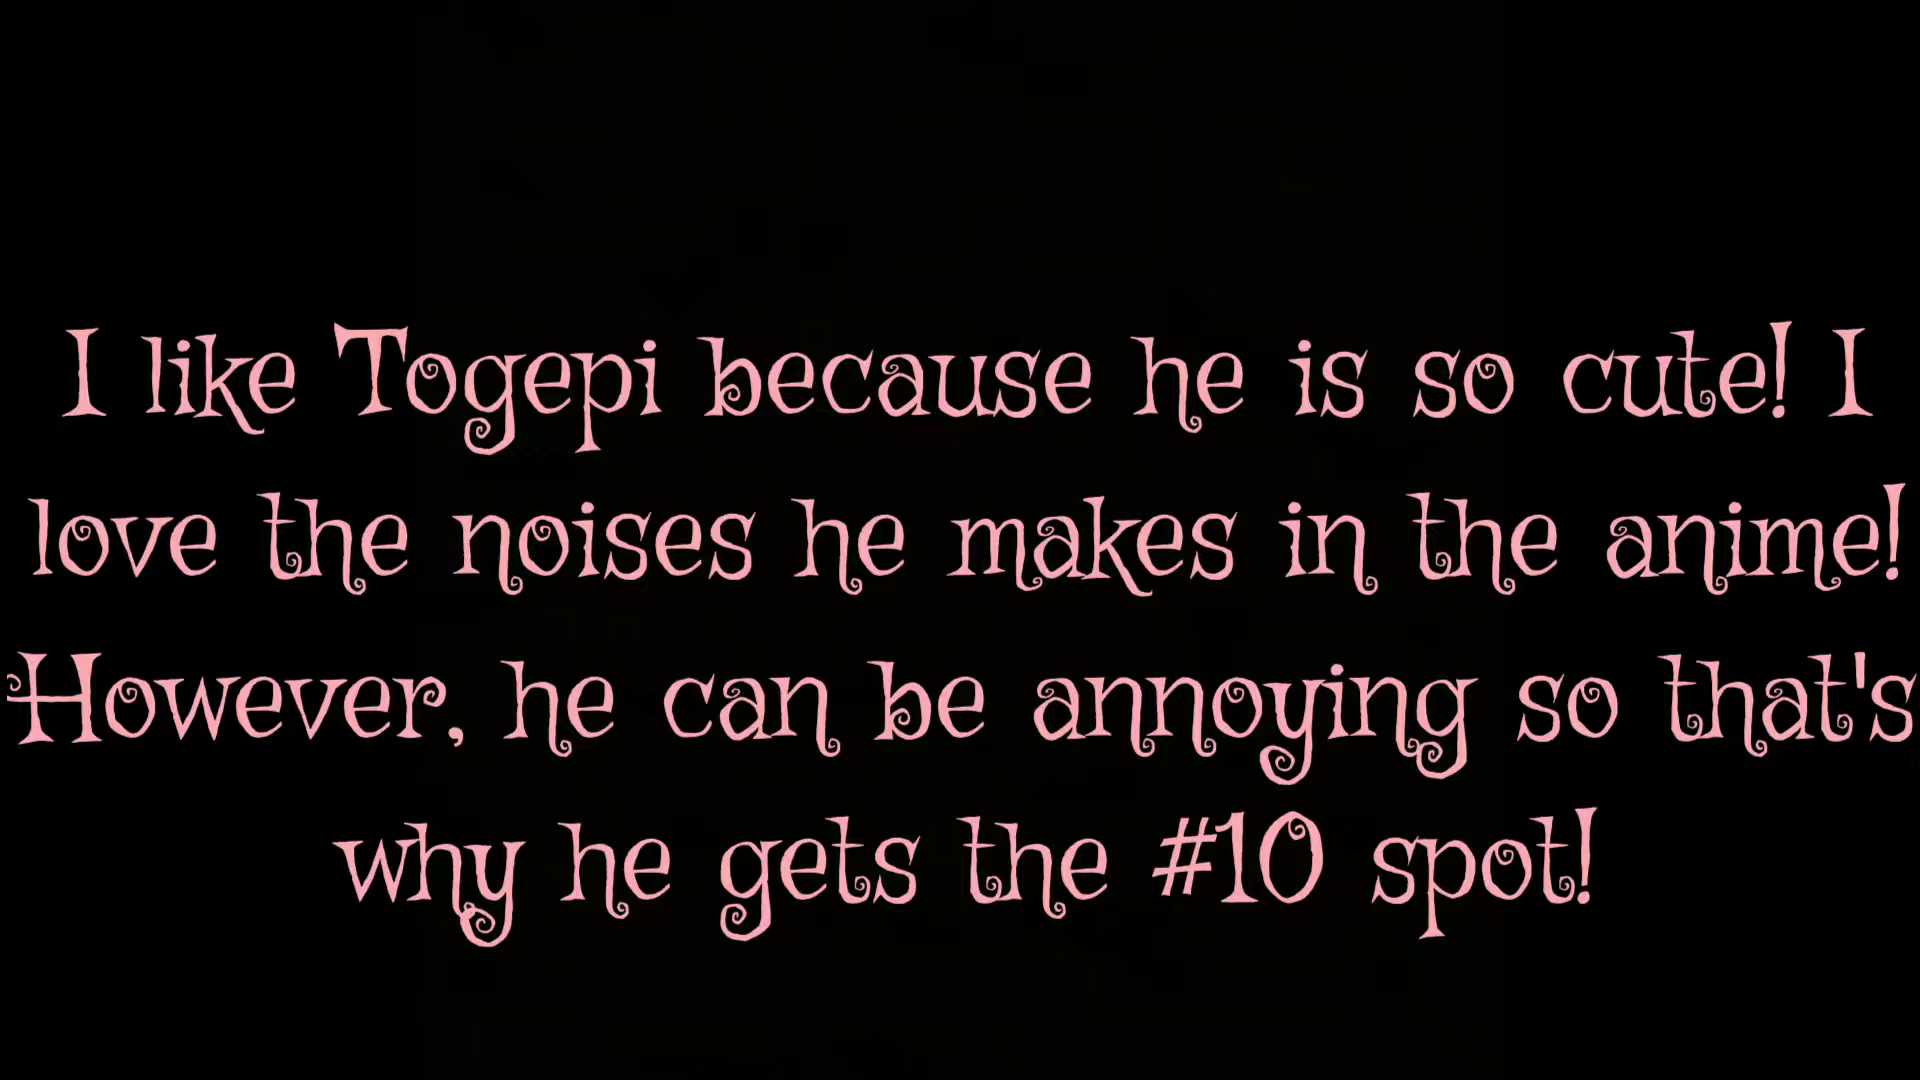 I like Togepi because he is so cute! I
love the noises he makes in the anime!
However, he can be annoying so that's
why he gets the #10 spot!